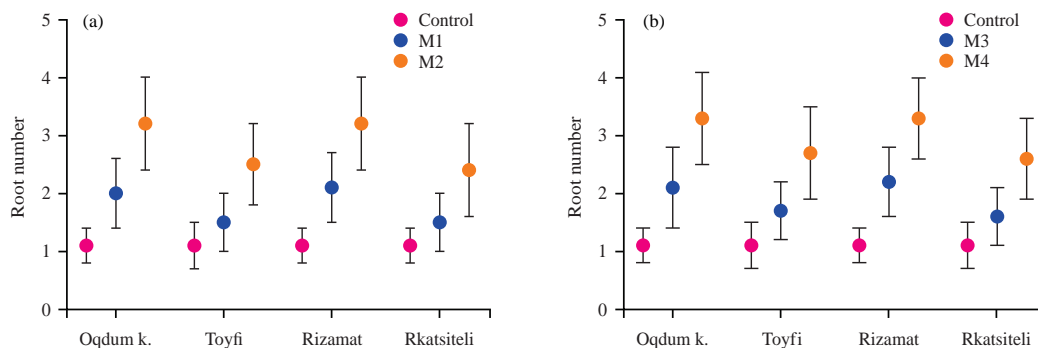 (a)
Control
M1
M2
Root number
5
4
3
2
1
0
Oqdum k. Toyfi Rizamat Rkatsiteli
(b)
Control
M3
M4
Root number
5
4
3
2
1
0
Oqdum k. Toyfi Rizamat Rkatsiteli